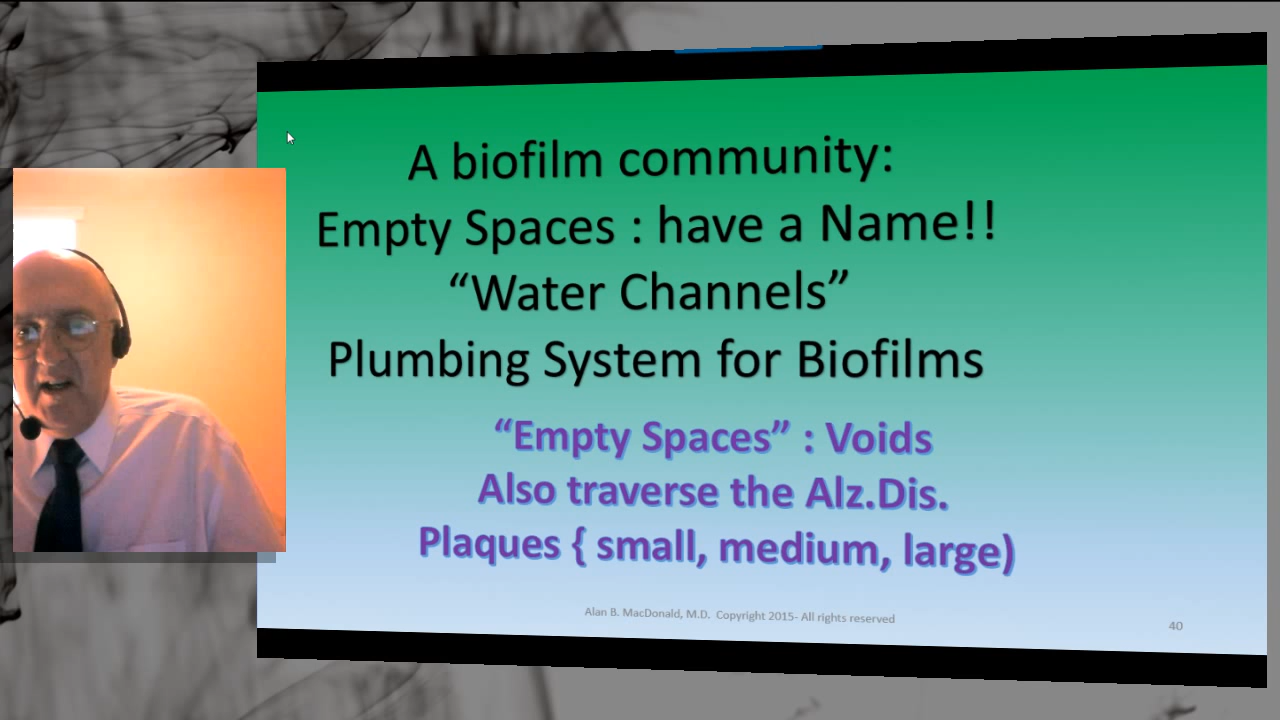 A biofilm community:
Empty Spaces : have a Name!!
“Water Channels”
Plumbing System for Biofilms
“Empty Spaces” : Voids
Also traverse the Alz.Dis.
Plaques { small, medium, large)
Alan B. MacDonald, M.D. Copyright 2015- All rights reserved
40